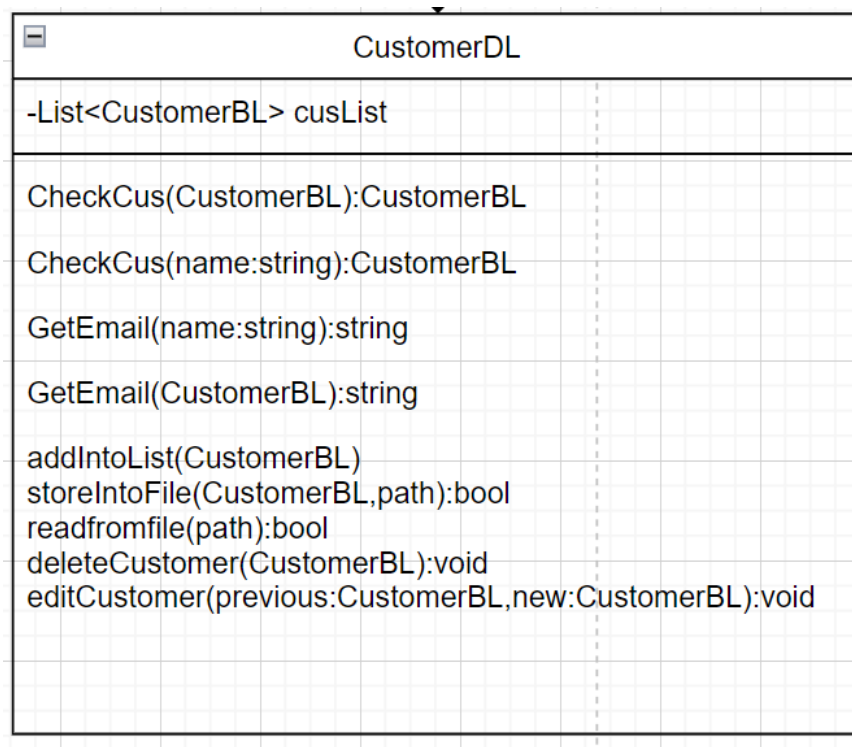 CustomerDL
-List<CustomerBL> cusList
CheckCus(CustomerBL):CustomerBL
CheckCus(name:string):CustomerBL
GetEmail(name:string):string
GetEmail(CustomerBL):string
addIntoList(CustomerBL)
storeIntoFile(CustomerBL,path):bool
readfromfile(path):bool
deleteCustomer(CustomerBL):void
editCustomer(previous:CustomerBL,new:CustomerBL):void